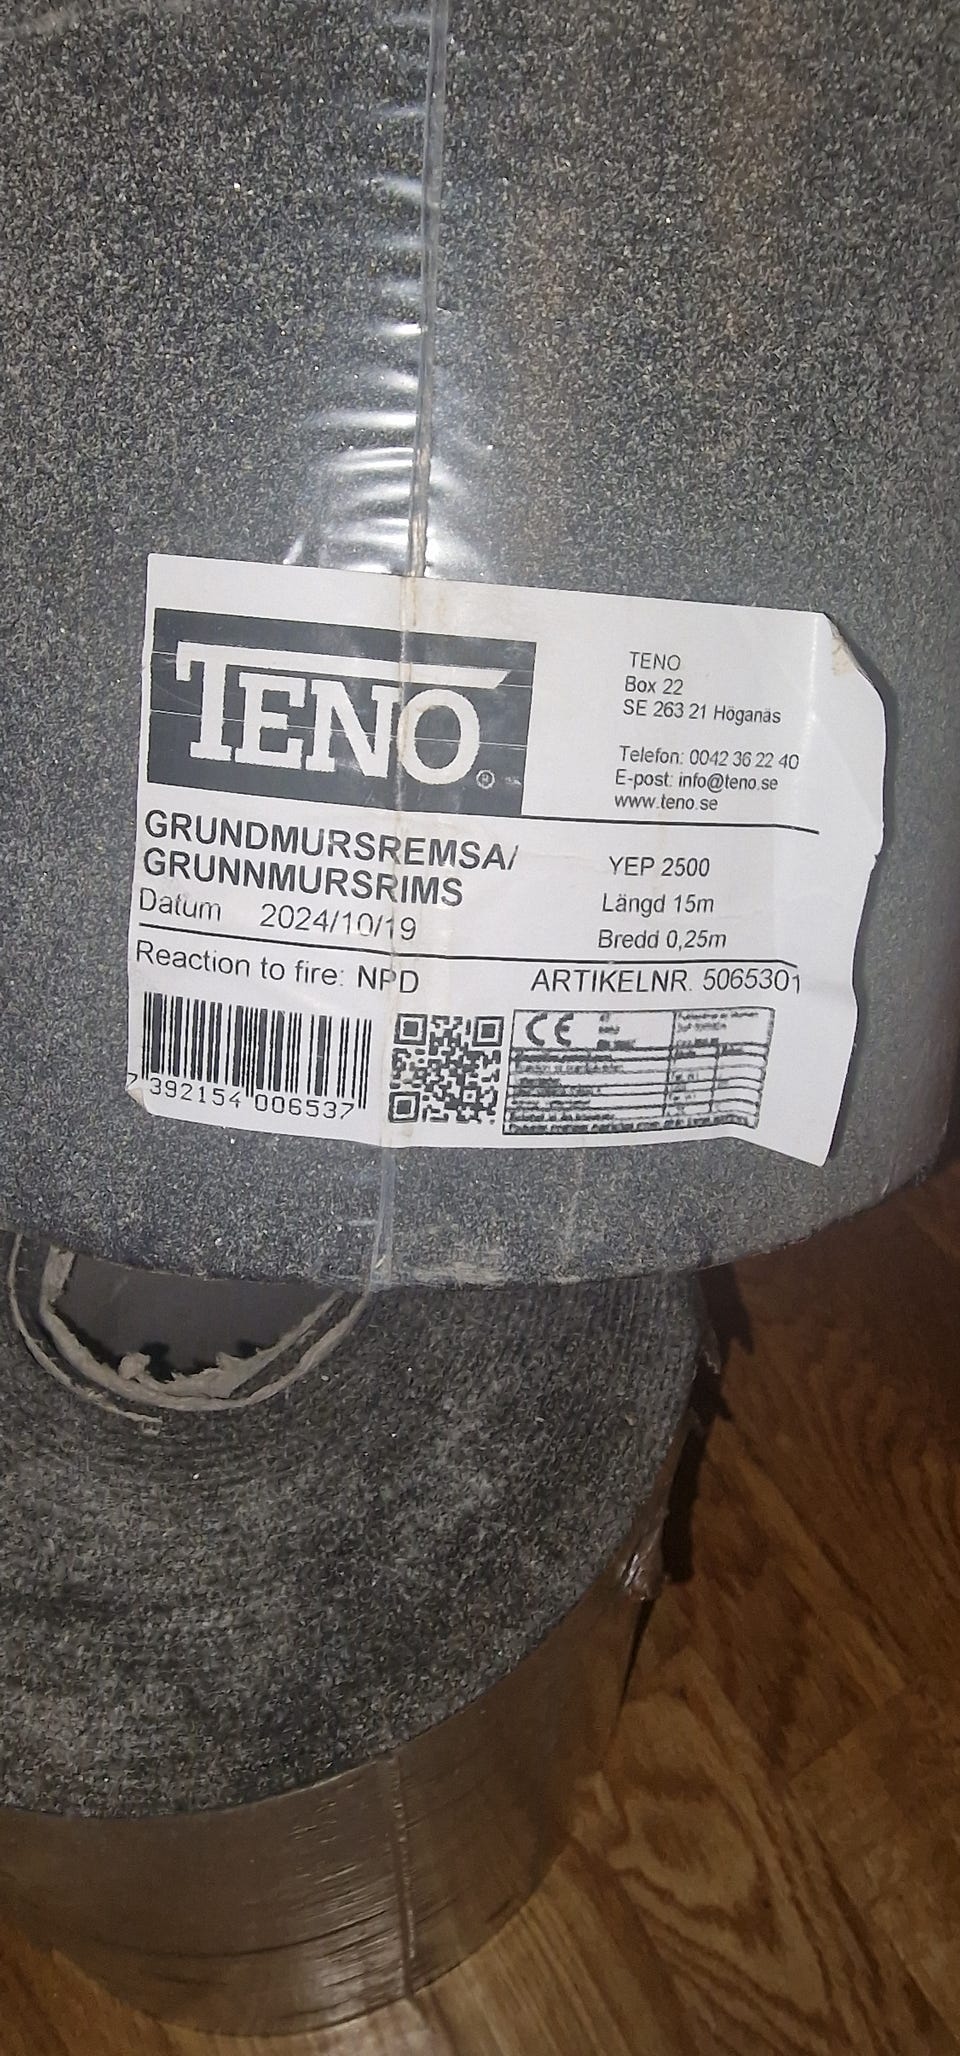 TENO
TENO
Box 22
SE 263 21 Höganäs
Telefon: 0042 36 22 40
E-post: info@teno.se
www.teno.se
GRUNDMURSREMSA/
GRUNNMURSRIMS
Datum 2024/10/19
YEP 2500
Längd 15m
Bredd 0,25m
Reaction to fire: NPD
ARTIKELNR. 5065301
7 392154 006537
CE